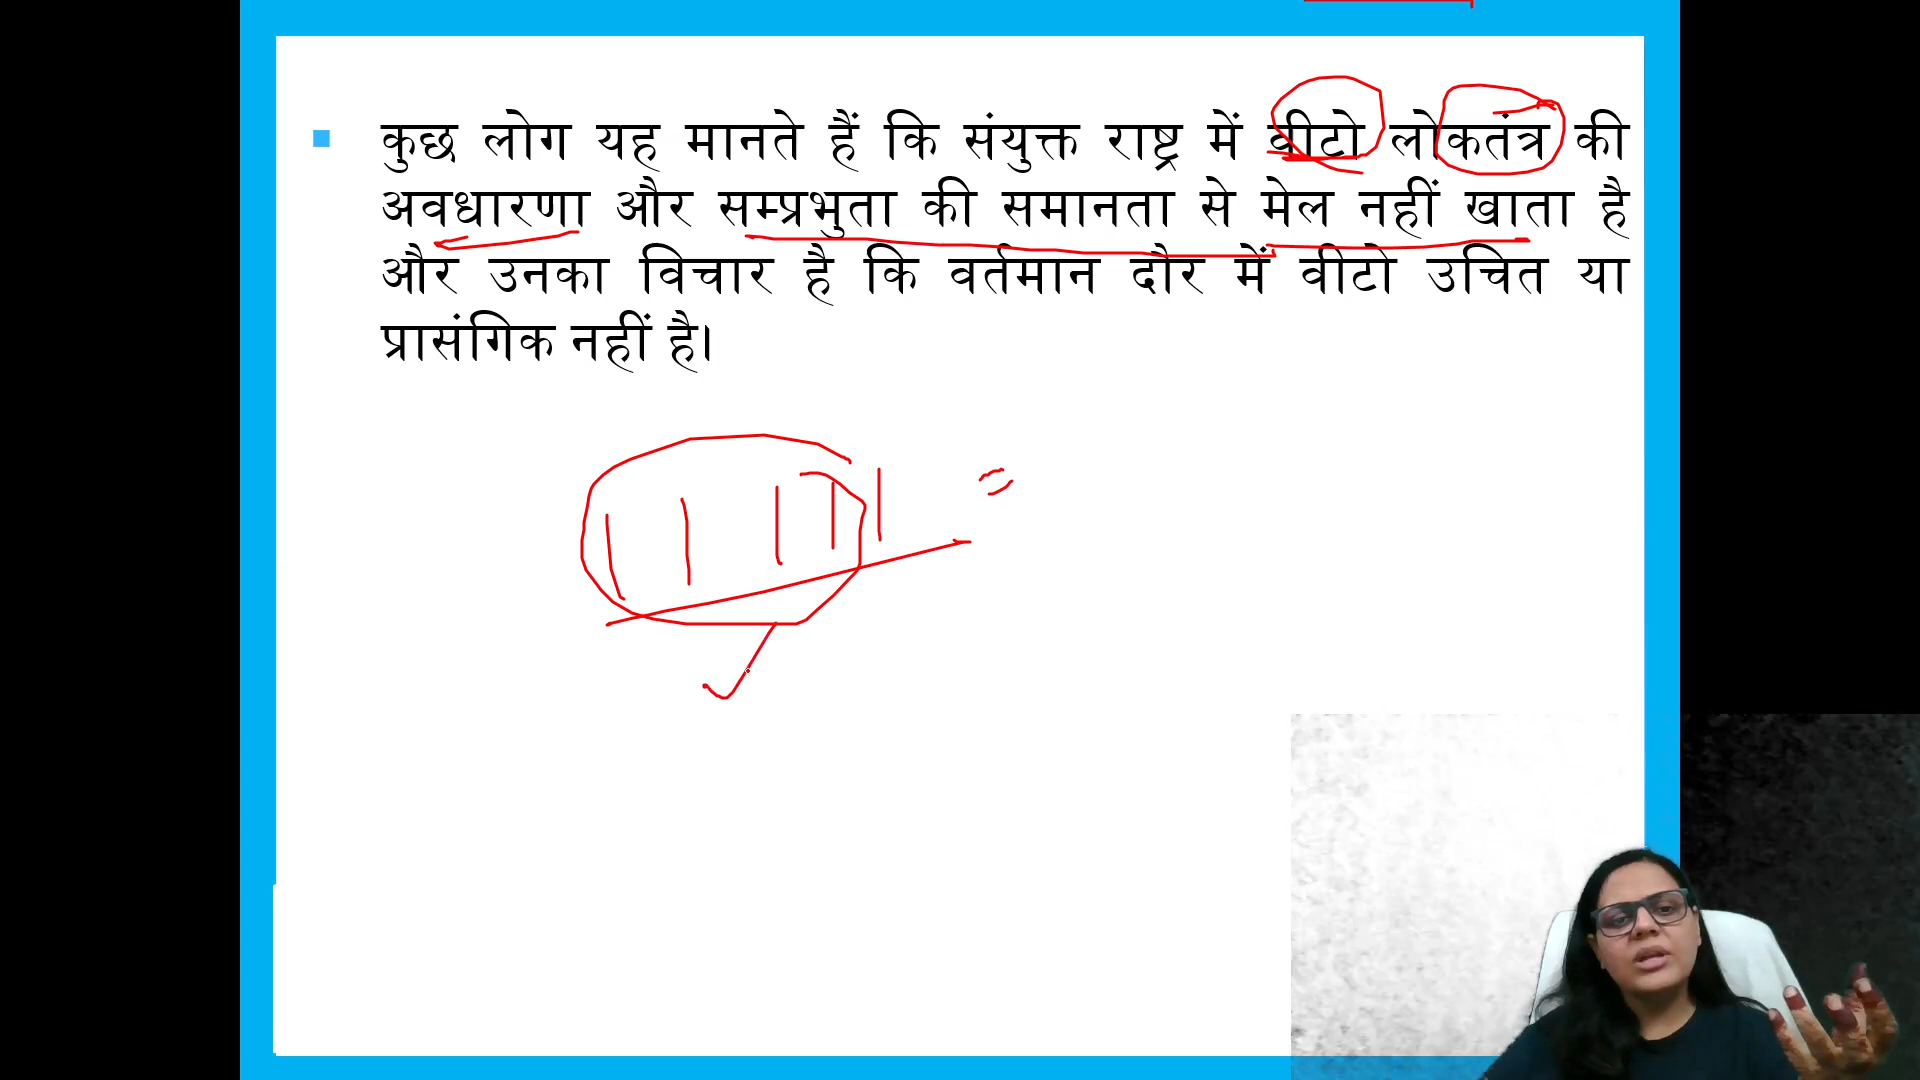 कुछ लोग यह मानते हैं कि संयुक्त राष्ट्र में वीटो लोकतंत्र की
अवधारणा और सम्प्रभुता की समानता से मेल नहीं खाता है
और उनका विचार है कि वर्तमान दौर में वीटो उचित या
प्रासंगिक नहीं है।
=